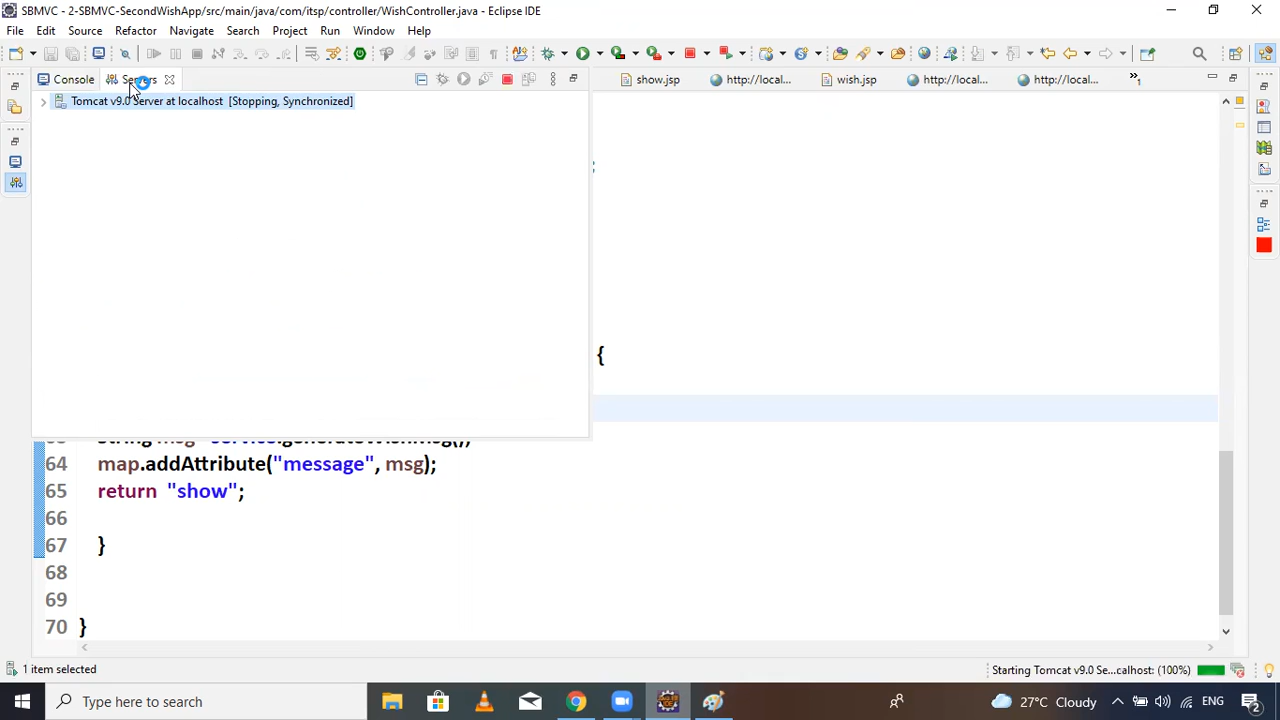 SBMVC - 2-SBMVC-SecondWishApp/src/main/java/com/itsp/controller/WishController.java - Eclipse IDE
File Edit Source Refactor Navigate Search Project Run Window Help
Console Servers show.jsp http://local... wish.jsp http://local... http://local... »1
Tomcat v9.0 Server at localhost [Stopping, Synchronized]
;
{
64 map.addAttribute("message", msg);
65 return "show";
66
67 }
68
69
70 }
1 item selected Starting Tomcat v9.0 Se...calhost: (100%)
Type here to search 27°C Cloudy ENG 2